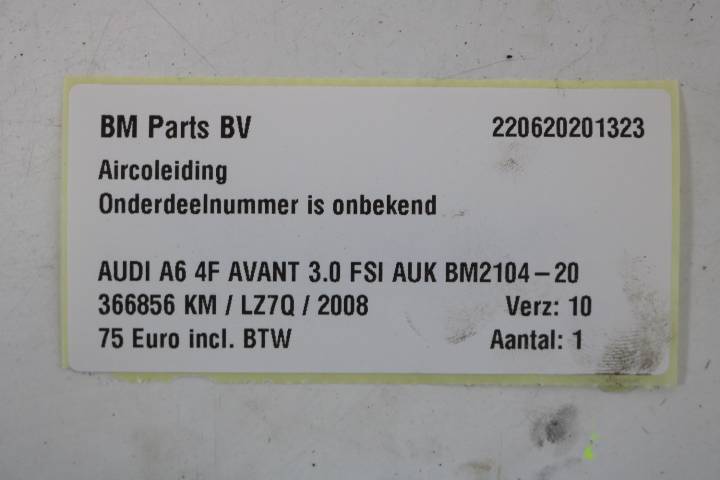 BM Parts BV 220620201323
Aircoleiding
Onderdeelnummer is onbekend
AUDI A6 4F AVANT 3.0 FSI AUK BM2104-20
366856 KM / LZ7Q / 2008 Verz: 10
75 Euro incl. BTW Aantal: 1